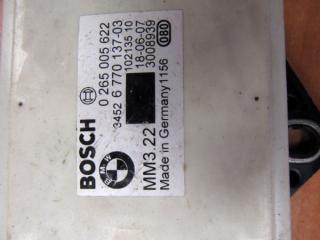 BOSCH
0 265 005 622
3452 6 770 137-03
10213510
18-06-07
3008939
080
BMW
MM3.22
Made in Germany1156